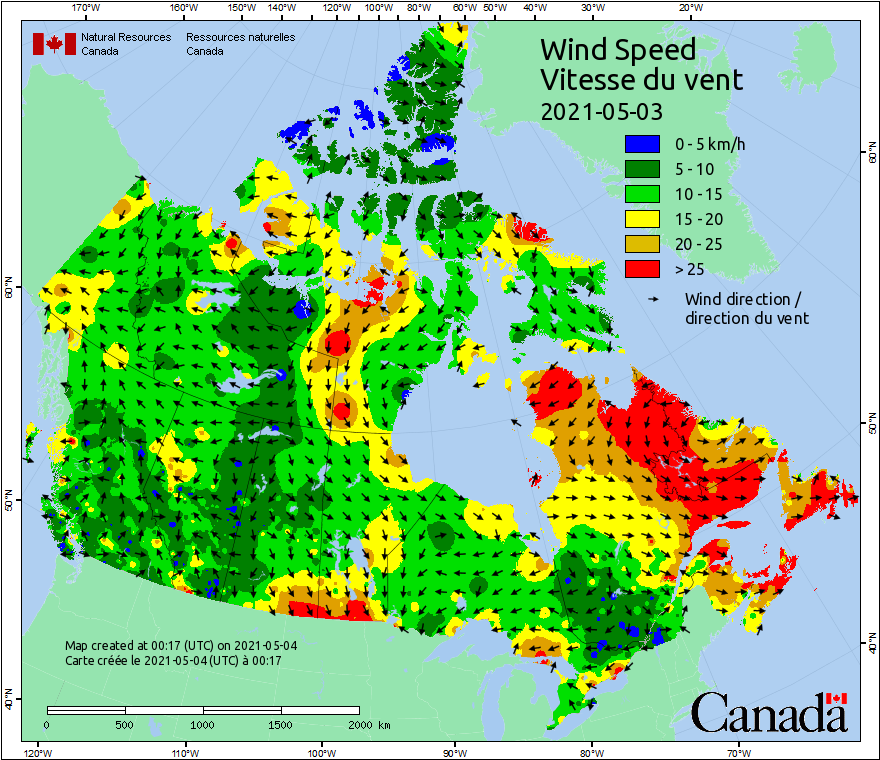 170°W 160°W 150°W 140°W 120°W 100°W 80°W 60°W 50°W 40°W 30°W 20°W
Natural Resources Ressources naturelles
Canada Canada
Wind Speed
Vitesse du vent
2021-05-03
0 - 5 km/h
5 - 10
10 - 15
15 - 20
20 - 25
> 25
Wind direction /
direction du vent
60°N
60°N
50°N
50°N
40°N
40°N
Map created at 00:17 (UTC) on 2021-05-04
Carte créée le 2021-05-04 (UTC) à 00:17
0 500 1000 1500 2000 km
Canada
120°W 110°W 100°W 90°W 80°W 70°W